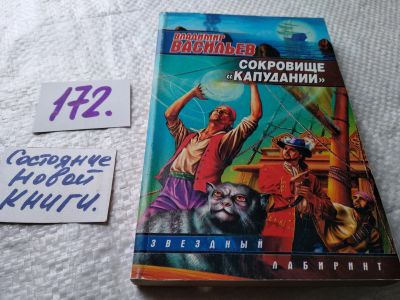 172.
Состояние
новой
книги.
ВЛАДИМИР
ВАСИЛЬЕВ
СОКРОВИЩЕ
«КАПУДАНИИ»
ЗВЕЗДНЫЙ
ЛАБИРИНТ